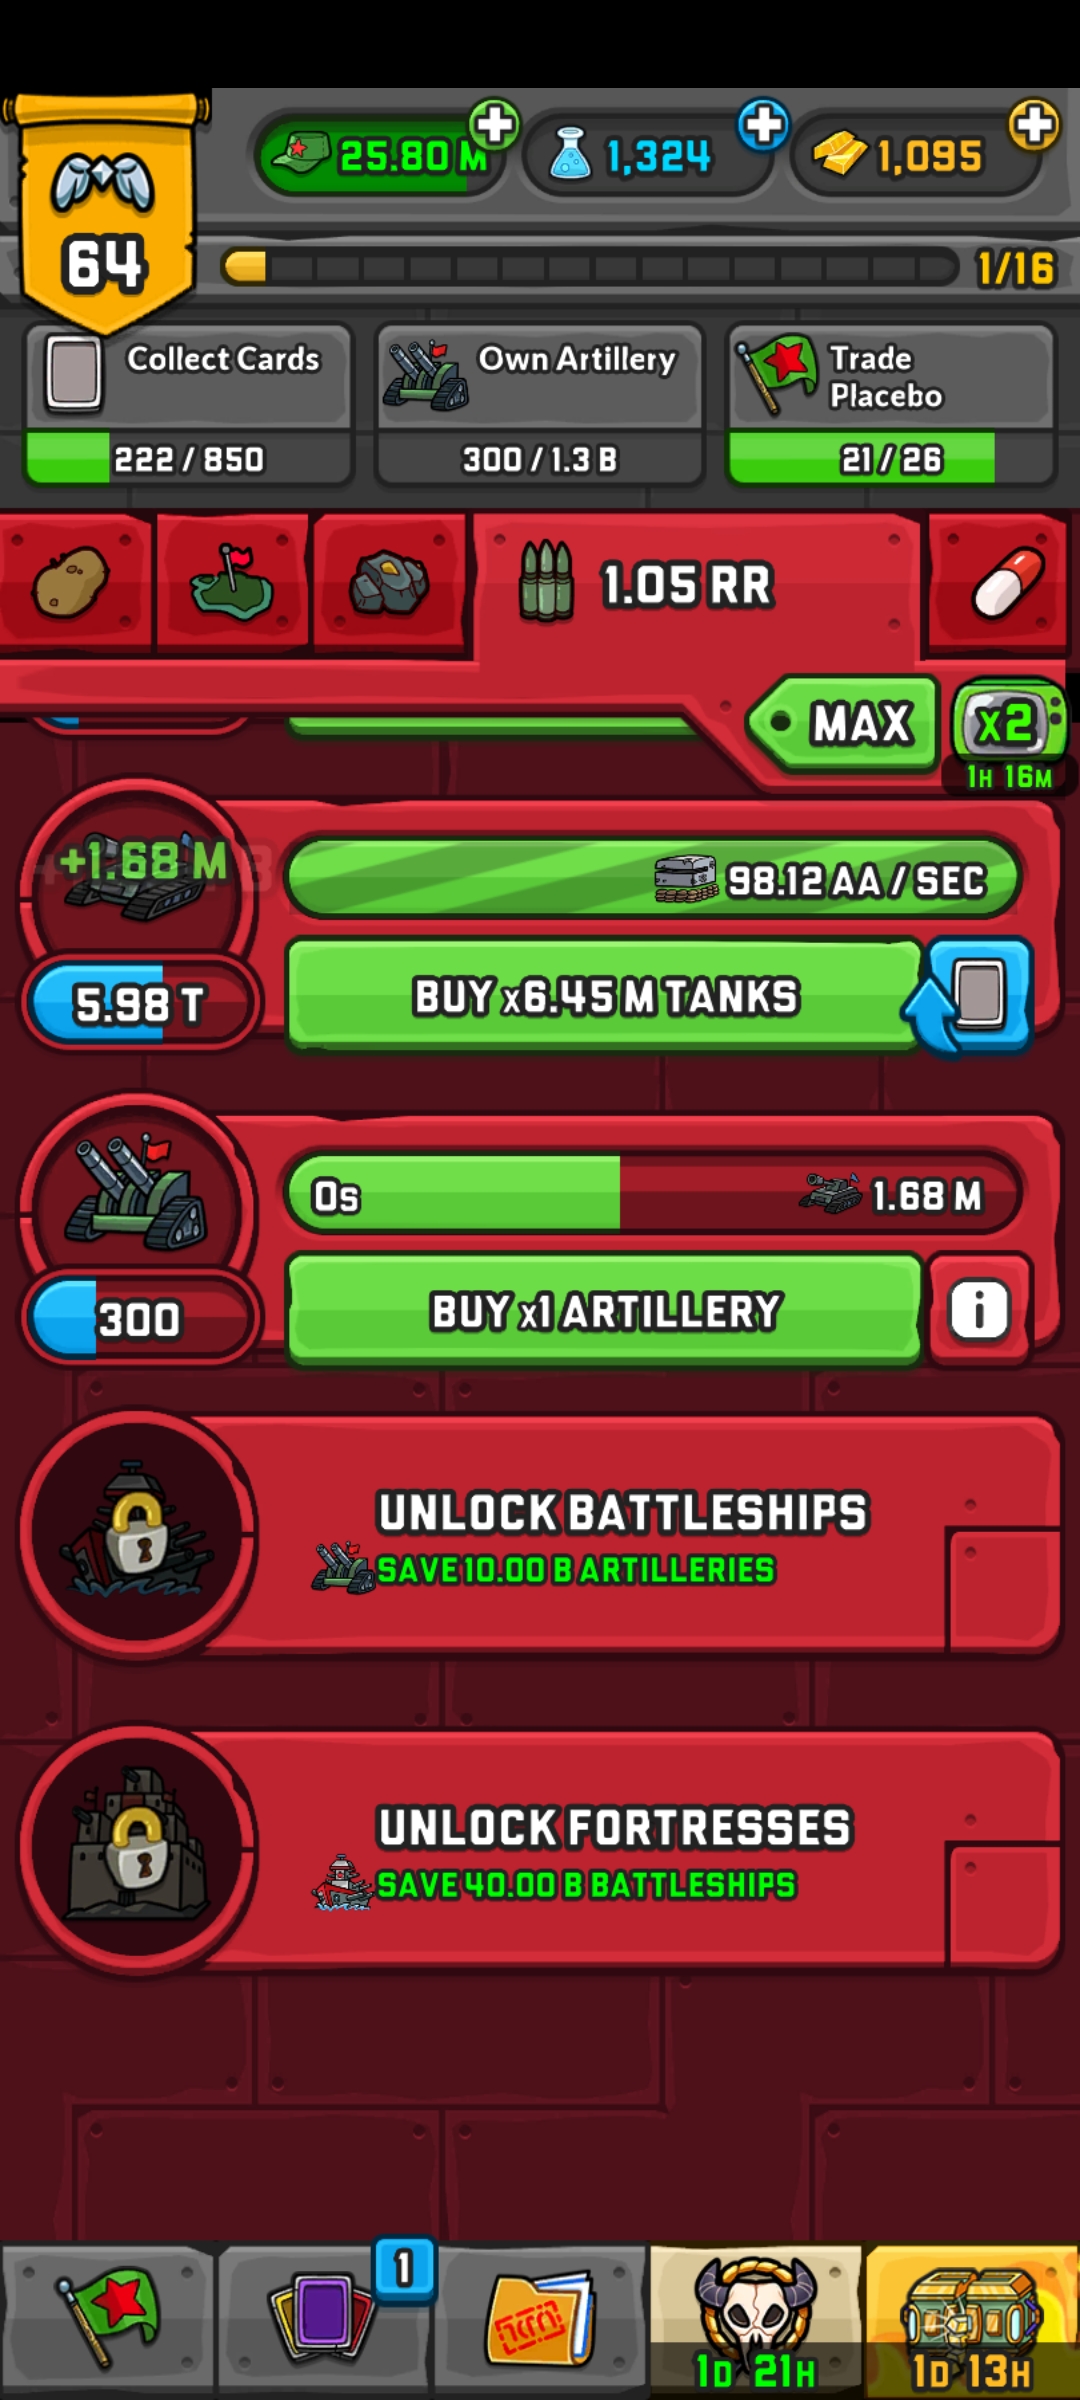 25.80 M
1,324
1,095
64
1/16
Collect Cards
222 / 850
Own Artillery
300 / 1.3 B
Trade
Placebo
21 / 26
1.05 RR
MAX
x2
1H 16M
+1.68 M
98.12 AA / SEC
5.98 T
BUY x6.45 M TANKS
0s
1.68 M
300
BUY x1 ARTILLERY
i
UNLOCK BATTLESHIPS
SAVE 10.00 B ARTILLERIES
UNLOCK FORTRESSES
SAVE 40.00 B BATTLESHIPS
1
1D 21H
1D 13H